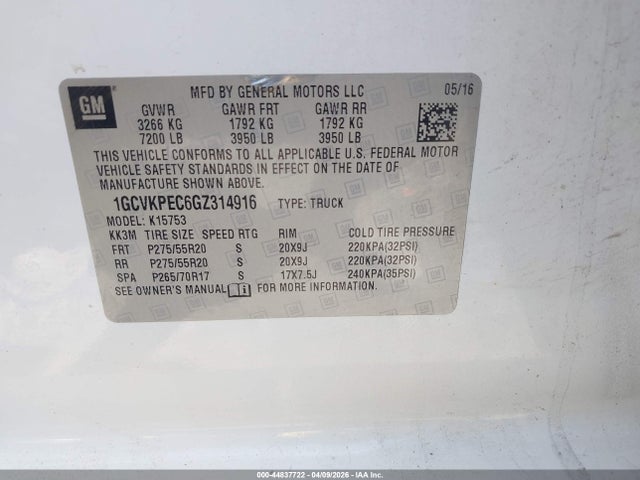 GM
MFD BY GENERAL MOTORS LLC 05/16
GVWR GAWR FRT GAWR RR
3266 KG 1792 KG 1792 KG
7200 LB 3950 LB 3950 LB
THIS VEHICLE CONFORMS TO ALL APPLICABLE U.S. FEDERAL MOTOR
VEHICLE SAFETY STANDARDS IN EFFECT ON THE DATE OF
MANUFACTURE SHOWN ABOVE.
1GCVKPEC6GZ314916 TYPE: TRUCK
MODEL: K15753
KK3M TIRE SIZE SPEED RTG RIM COLD TIRE PRESSURE
FRT P275/55R20 S 20X9J 220KPA(32PSI)
RR P275/55R20 S 20X9J 220KPA(32PSI)
SPA P265/70R17 S 17X7.5J 240KPA(35PSI)
SEE OWNER'S MANUAL FOR MORE INFORMATION.
000-44837722 - 04/09/2026 - IAAI.COM